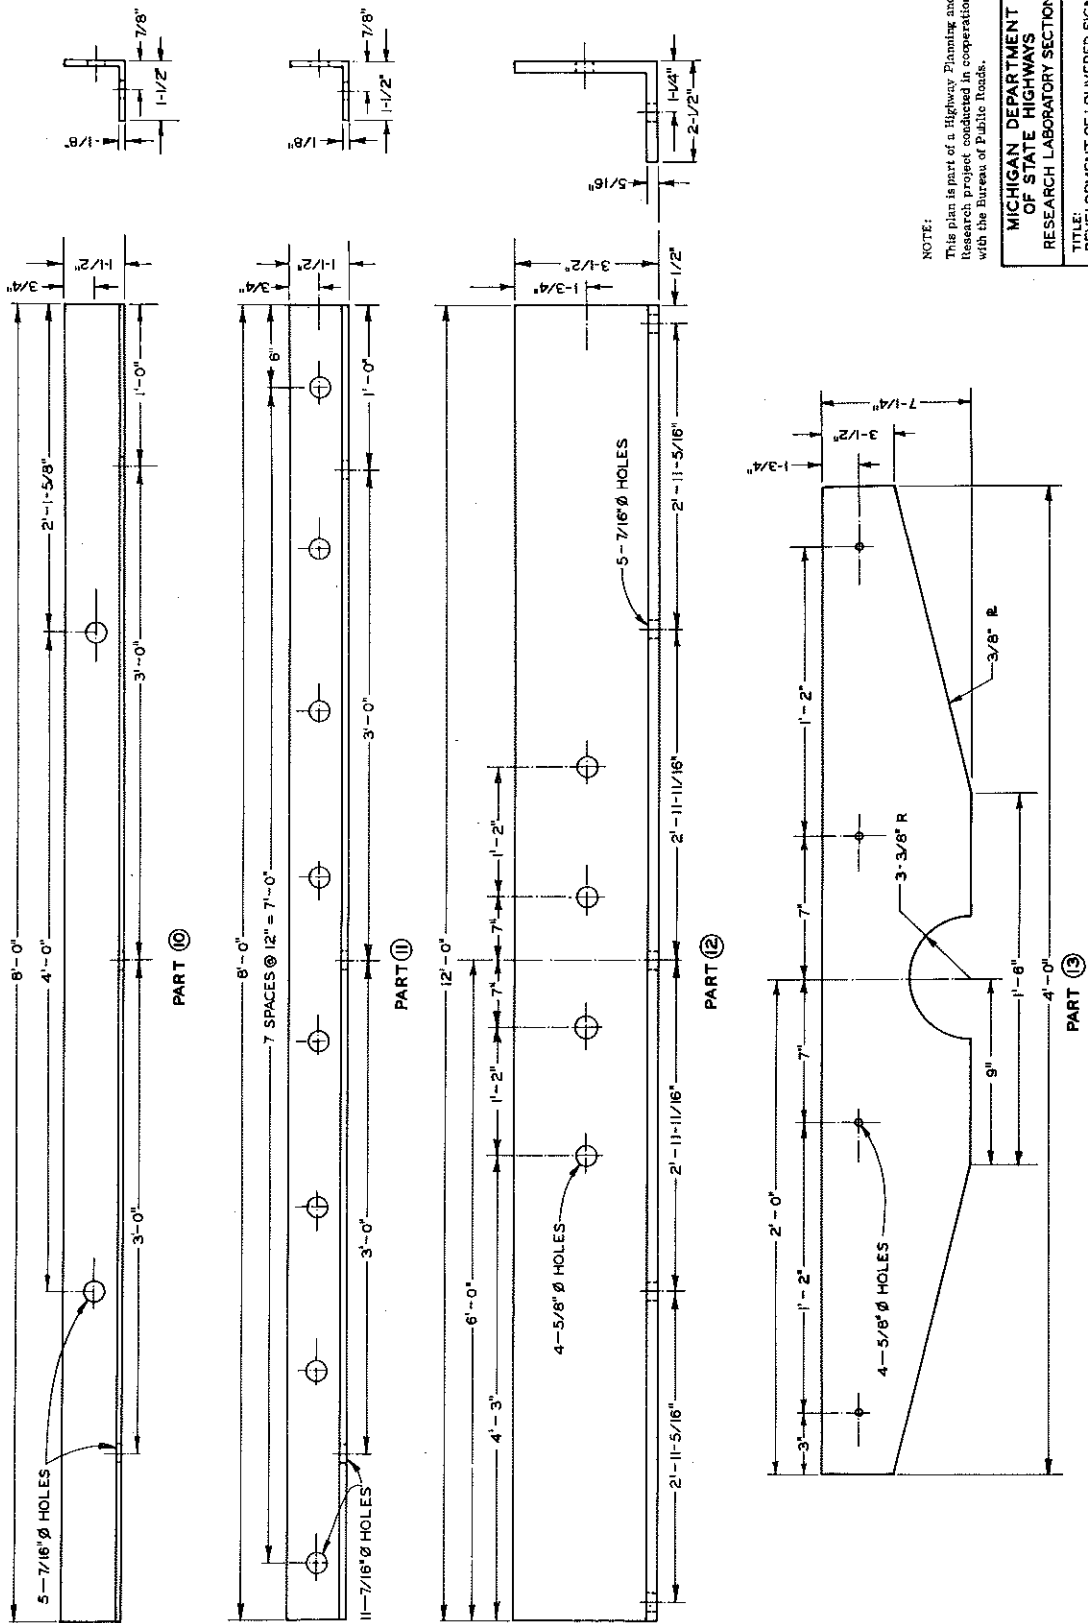 8'-0"
4'-0"
2'-1-5/8"
3/4"
1-1/2"
1/8"
7/8"
1-1/2"
5-7/16" Ø HOLES
3'-0"
3'-0"
1'-0"
PART 10
8'-0"
7 SPACES @ 12" = 7'-0"
6"
3/4"
1-1/2"
1/8"
7/8"
1-1/2"
11-7/16" Ø HOLES
3'-0"
3'-0"
1'-0"
PART 11
12'-0"
6'-0"
4'-3"
1'-2"
7"
7"
1'-2"
1-3/4"
3-1/2"
5/16"
1-1/4"
2-1/2"
4-5/8" Ø HOLES
5-7/16" Ø HOLES
2'-11-5/16"
2'-11-11/16"
2'-11-11/16"
2'-11-5/16"
1/2"
PART 12
2'-0"
3"
1'-2"
7"
7"
1'-2"
1-3/4"
3-1/2"
7-1/4"
4-5/8" Ø HOLES
3-3/8" R
3/8" ℄
9"
1'-6"
4'-0"
PART 13
NOTE:
This plan is part of a Highway Planning and
Research project conducted in cooperation
with the Bureau of Public Roads.
MICHIGAN DEPARTMENT
OF STATE HIGHWAYS
RESEARCH LABORATORY SECTION
TITLE: